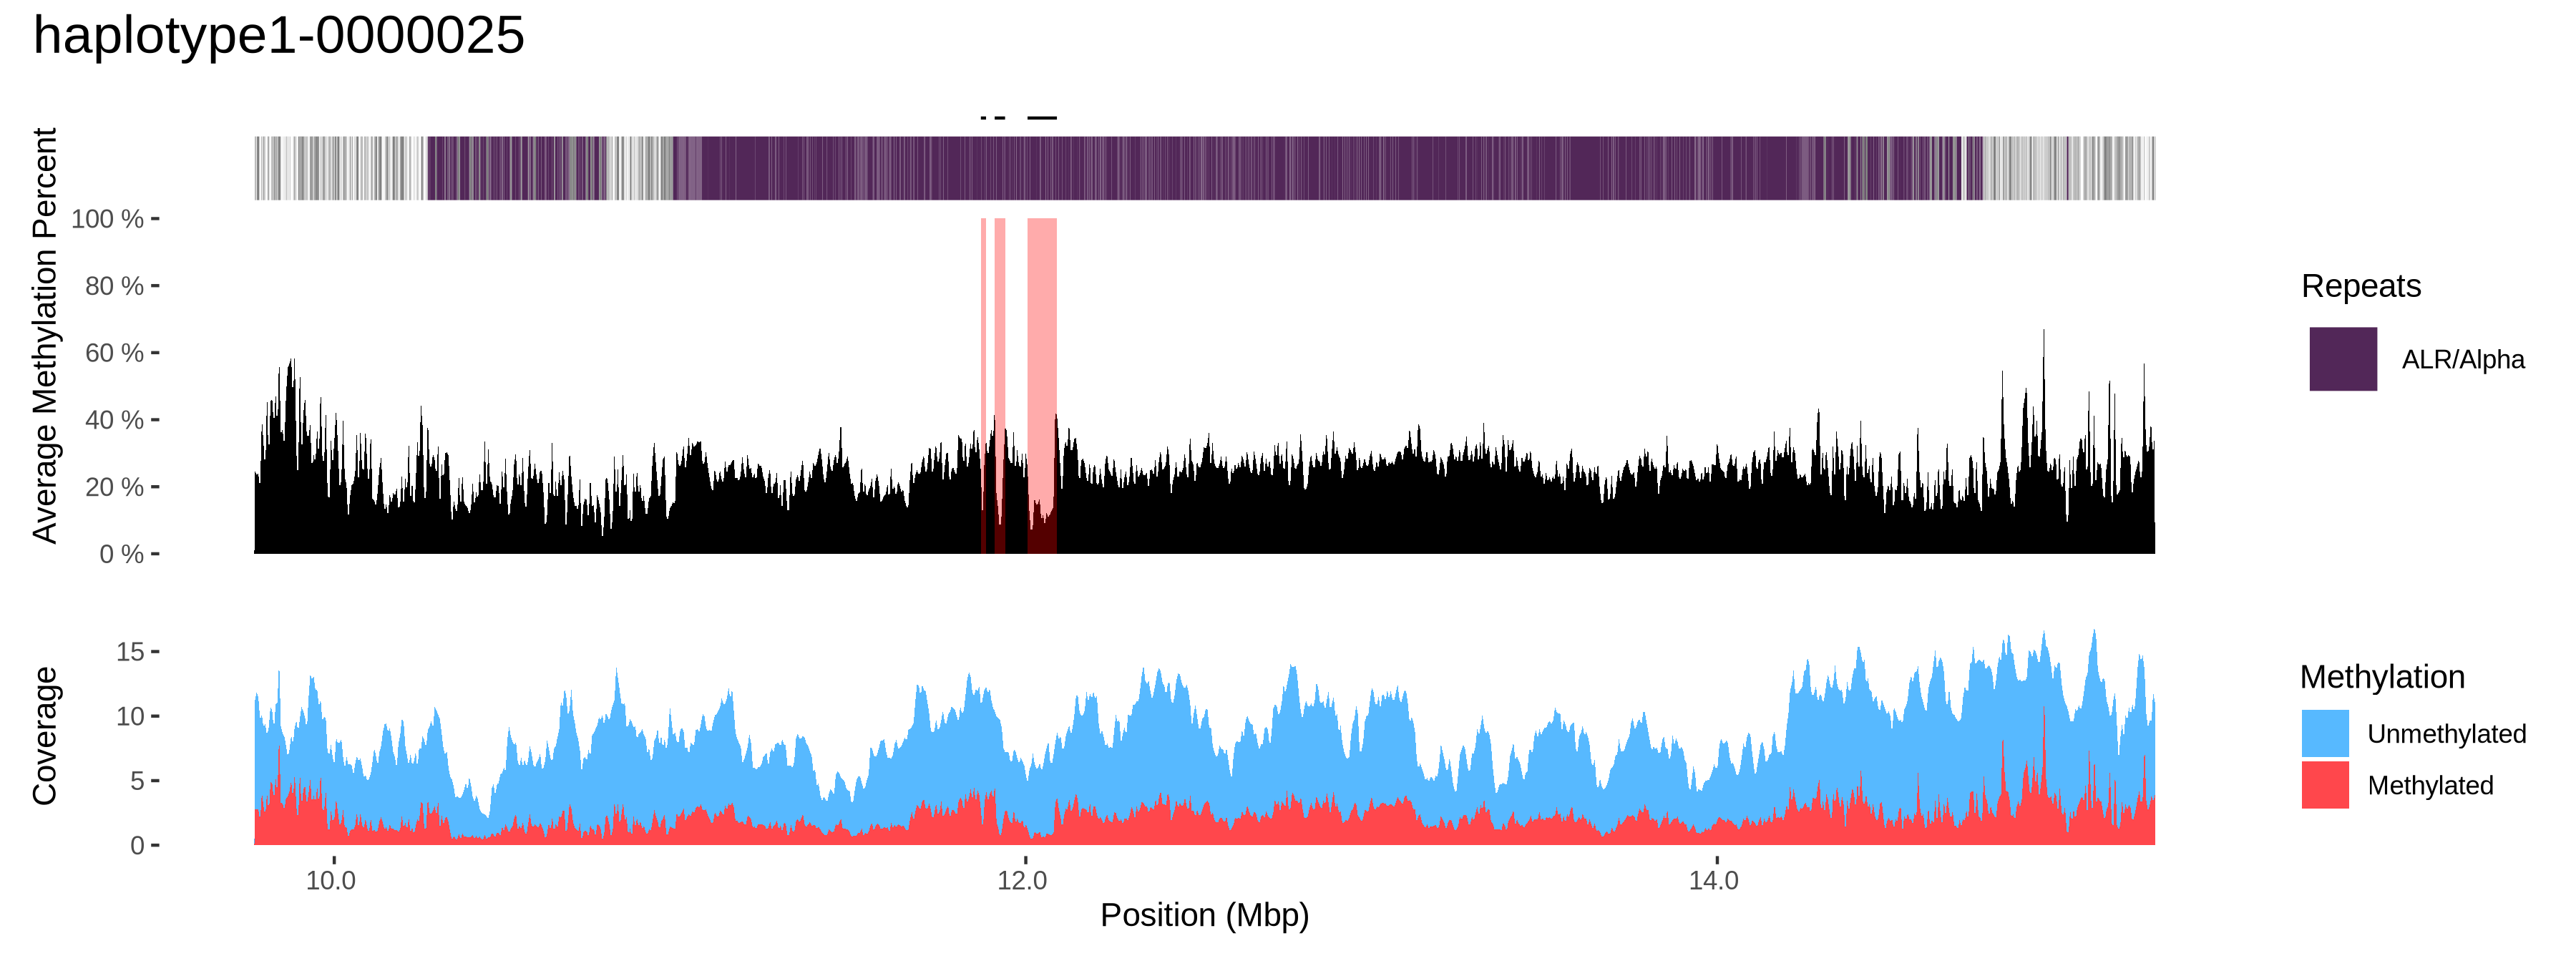 haplotype1-0000025
Average Methylation Percent
100 %
80 %
60 %
40 %
20 %
0 %
Repeats
ALR/Alpha
Coverage
15
10
5
0
Methylation
Unmethylated
Methylated
10.0
12.0
14.0
Position (Mbp)